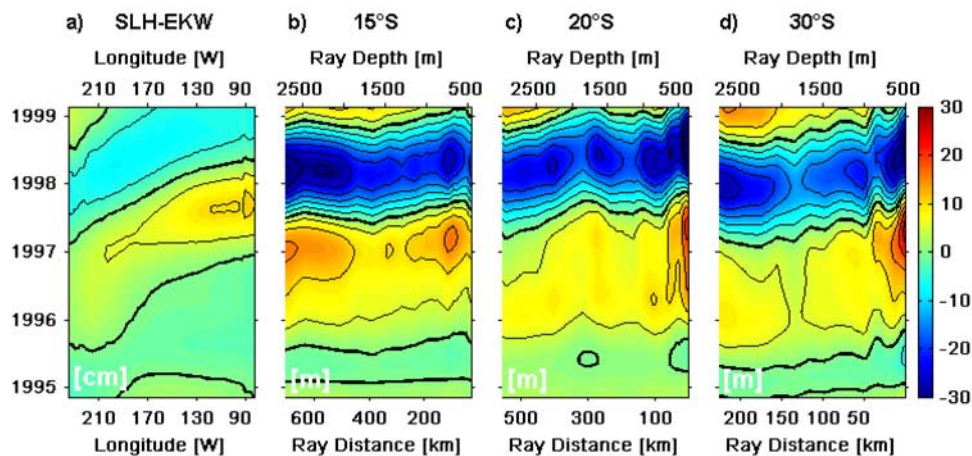 a) SLH-EKW b) 15°S c) 20°S d) 30°S
Longitude [W] Ray Depth [m] Ray Depth [m] Ray Depth [m]
210 170 130 90 2500 1500 500 2500 1500 500 2500 1500 500
1999
1998
1997
1996
1995
[cm] [m] [m] [m]
30
20
10
0
-10
-20
-30
210 170 130 90 600 400 200 500 300 100 200 150 100 50
Longitude [W] Ray Distance [km] Ray Distance [km] Ray Distance [km]